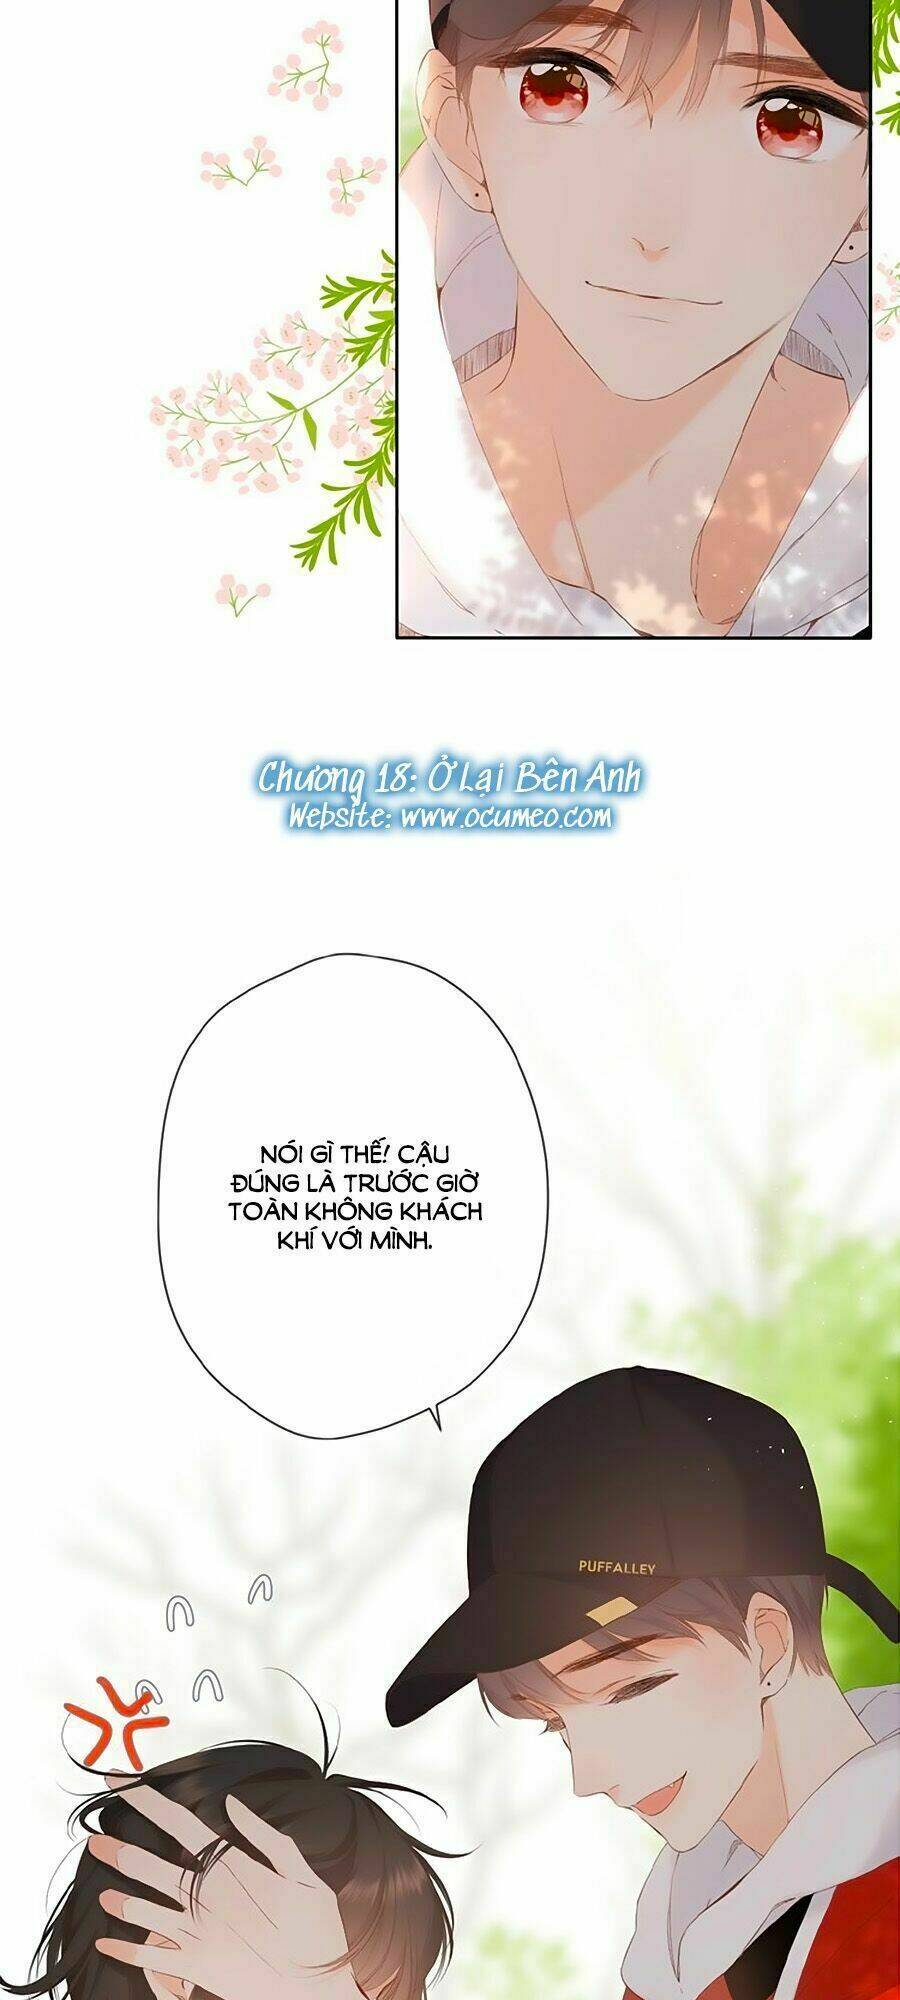 Chương 18: Ở Lại Bên Anh
Website: www.ocumeo.com
NÓI GÌ THẾ! CẬU
ĐÚNG LÀ TRƯỚC GIỜ
TOÀN KHÔNG KHÁCH
KHÍ VỚI MÌNH.
PUFFALLEY